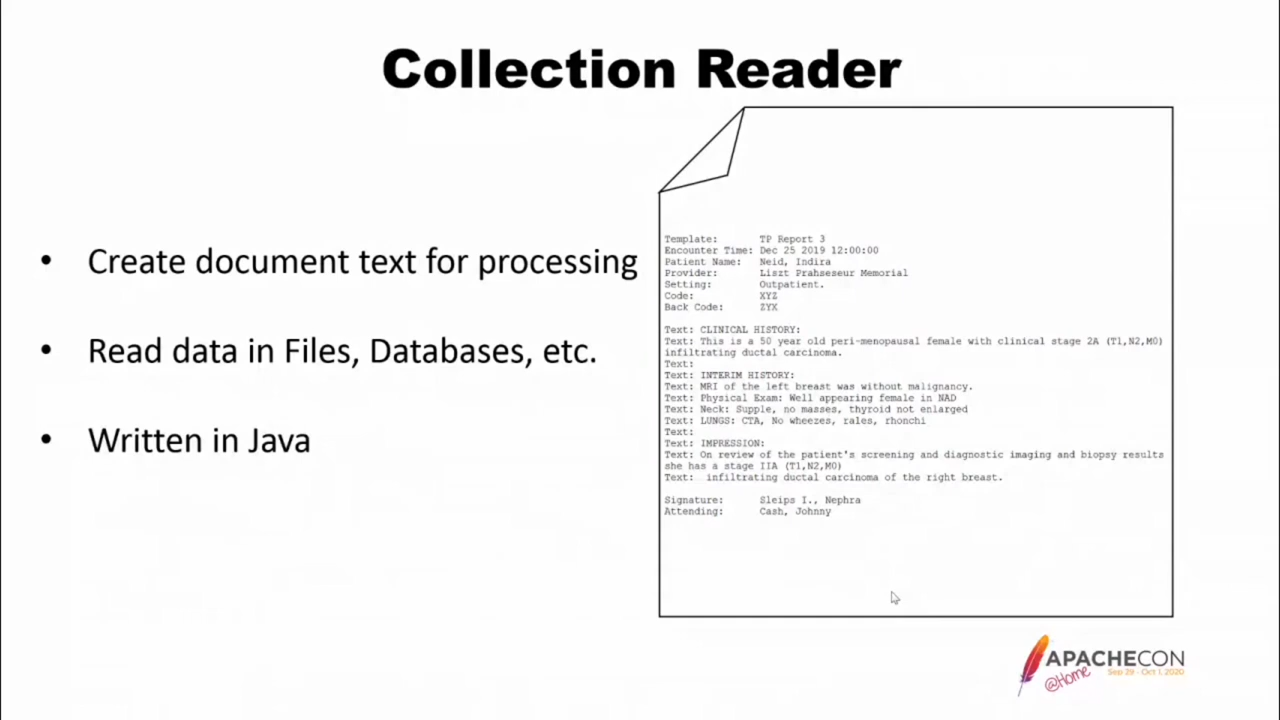 Collection Reader
• Create document text for processing
• Read data in Files, Databases, etc.
• Written in Java
Template: TP Report 3
Encounter Time: Dec 25 2019 12:00:00
Patient Name: Neid, Indira
Provider: Liszt Prahseseur Memorial
Setting: Outpatient.
Code: XYZ
Back Code: ZYX
Text: CLINICAL HISTORY:
Text: This is a 50 year old peri-menopausal female with clinical stage 2A (T1,N2,M0)
infiltrating ductal carcinoma.
Text:
Text: INTERIM HISTORY:
Text: MRI of the left breast was without malignancy.
Text: Physical Exam: Well appearing female in NAD
Text: Neck: Supple, no masses, thyroid not enlarged
Text: LUNGS: CTA, No wheezes, rales, rhonchi
Text:
Text: IMPRESSION:
Text: On review of the patient's screening and diagnostic imaging and biopsy results
she has a stage IIA (T1,N2,M0)
Text: infiltrating ductal carcinoma of the right breast.
Signature: Sleips I., Nephra
Attending: Cash, Johnny
APACHECON
@Home Sep 29 - Oct 1, 2020